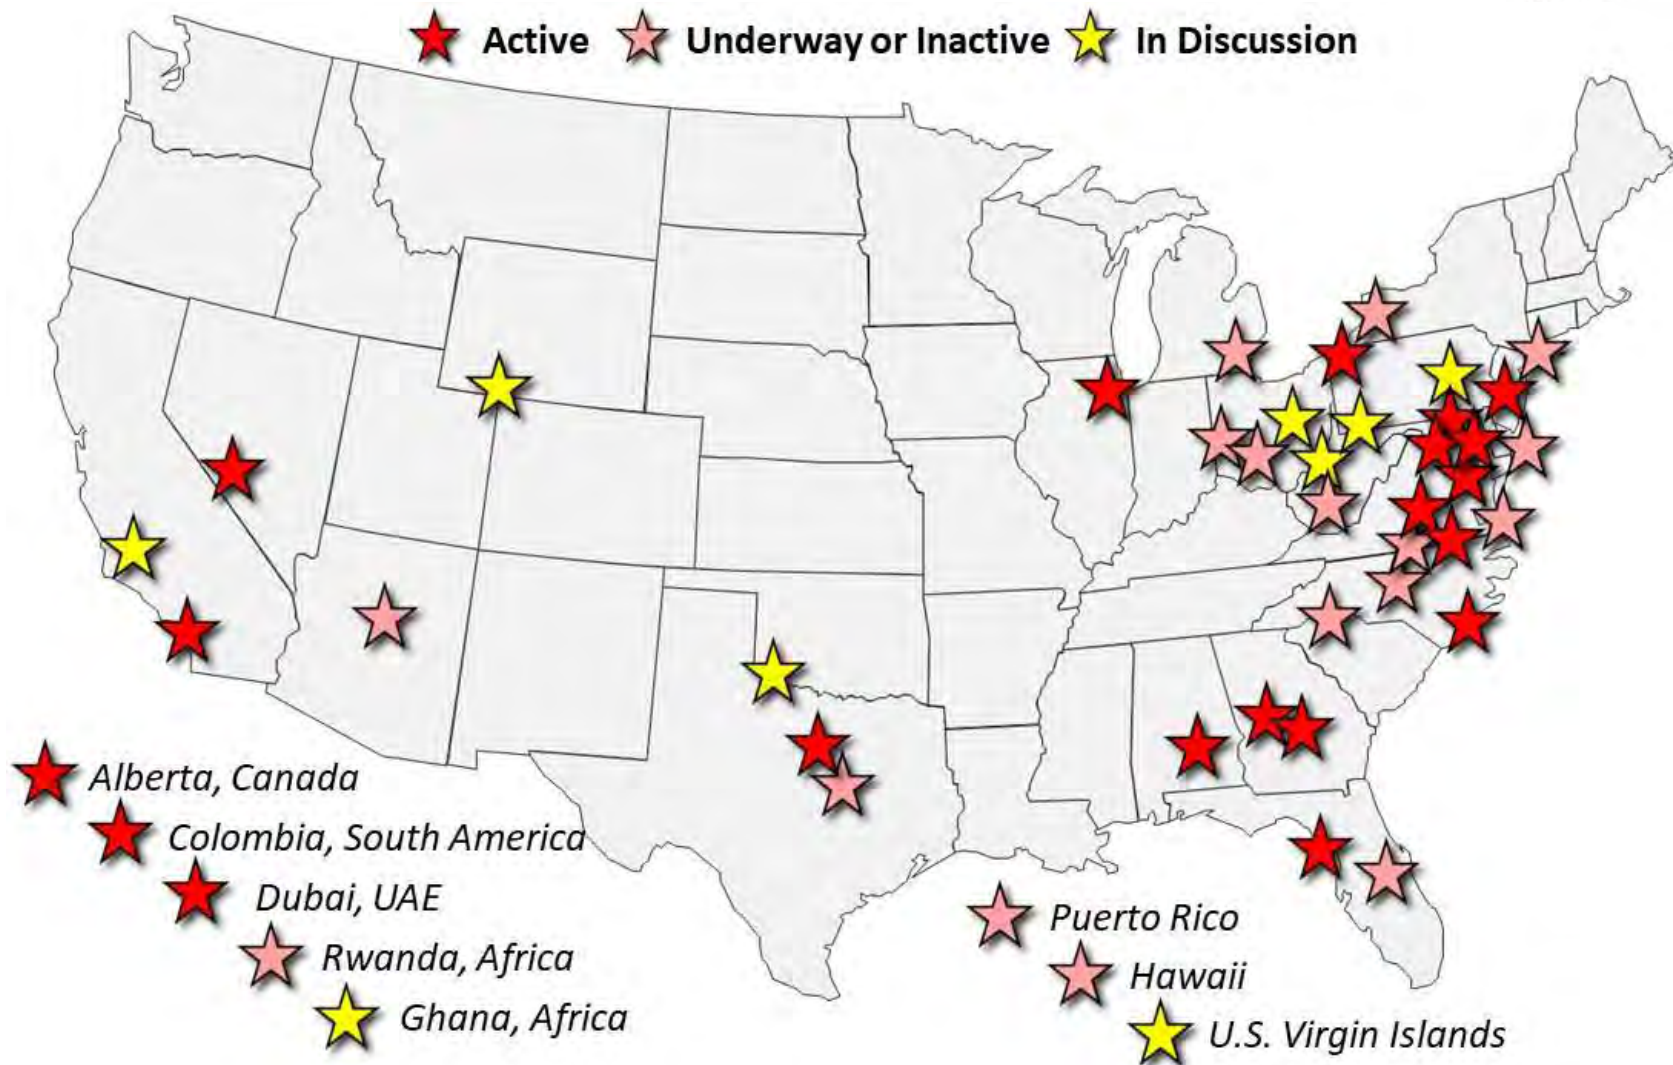 Active Underway or Inactive In Discussion
Alberta, Canada
Colombia, South America
Dubai, UAE
Rwanda, Africa
Ghana, Africa
Puerto Rico
Hawaii
U.S. Virgin Islands